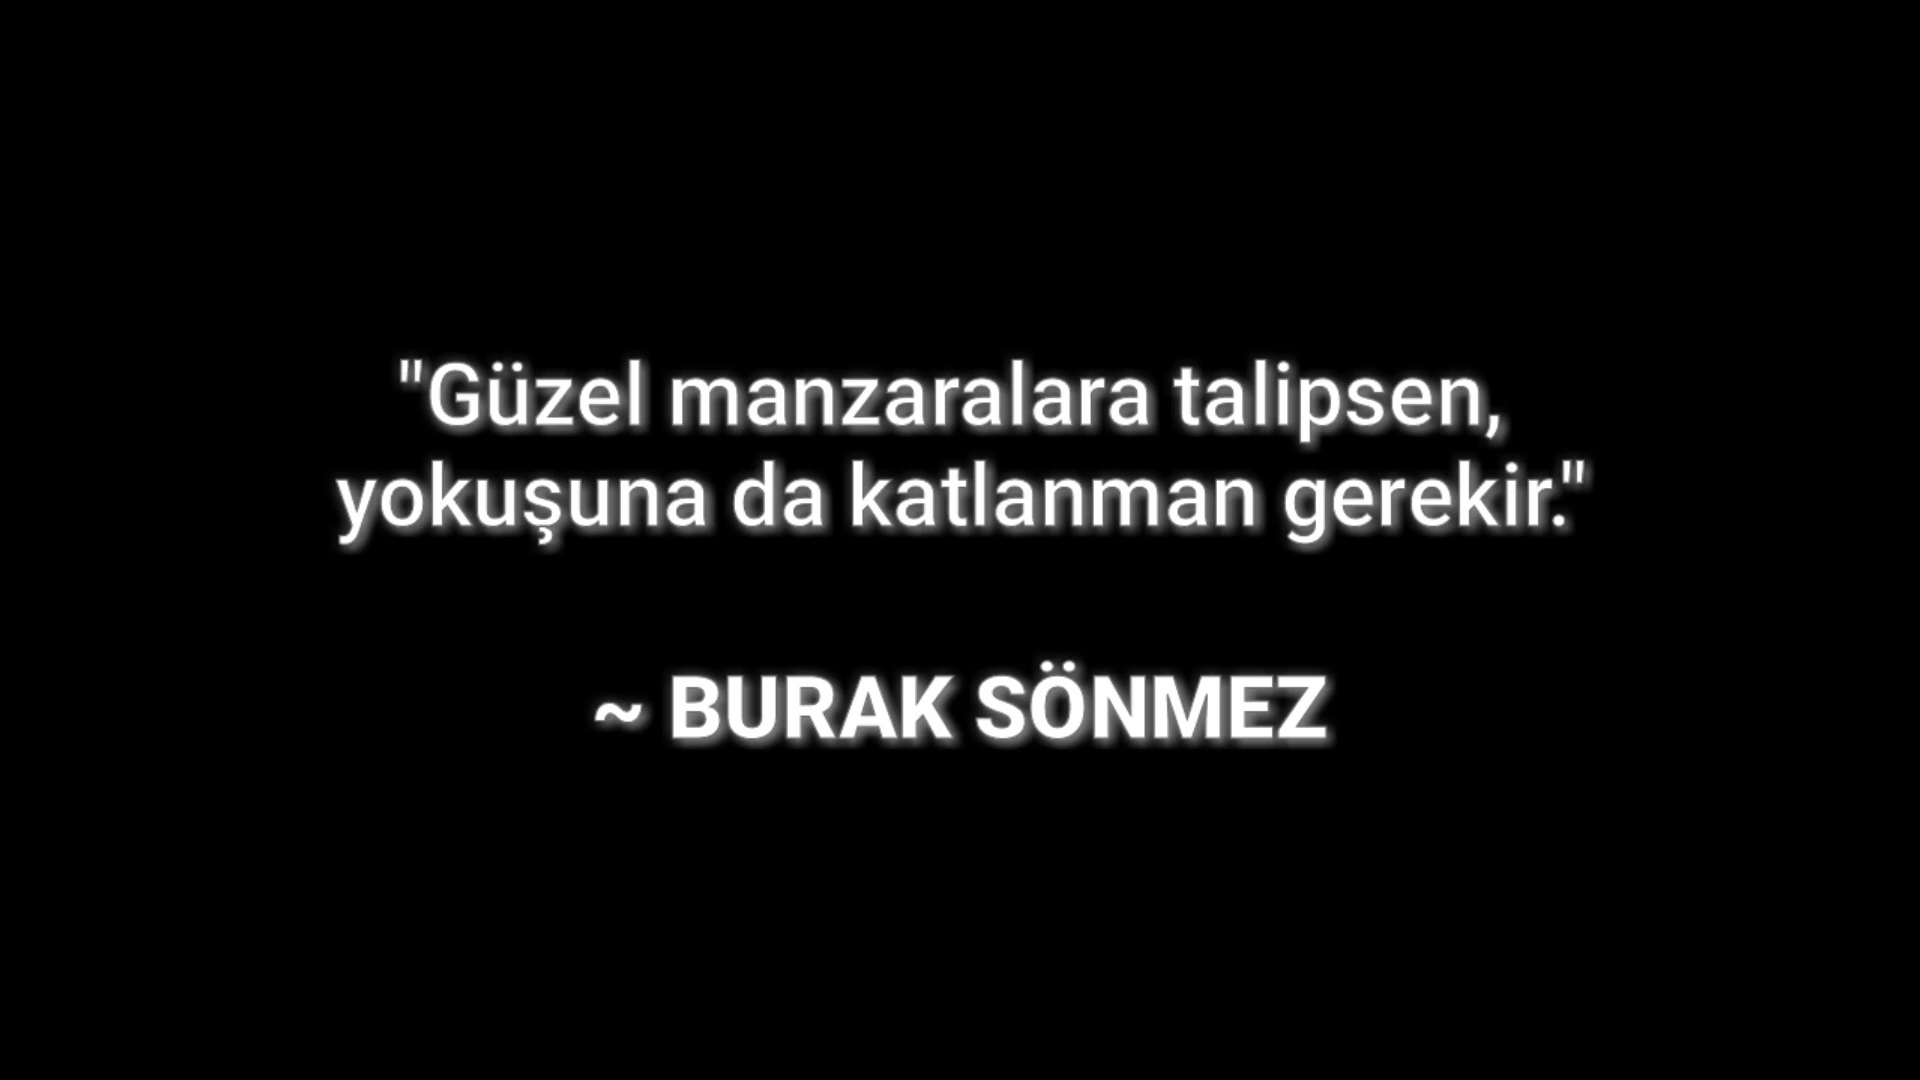 "Güzel manzaralara talipsen,
yokuşuna da katlanman gerekir."
~ BURAK SÖNMEZ